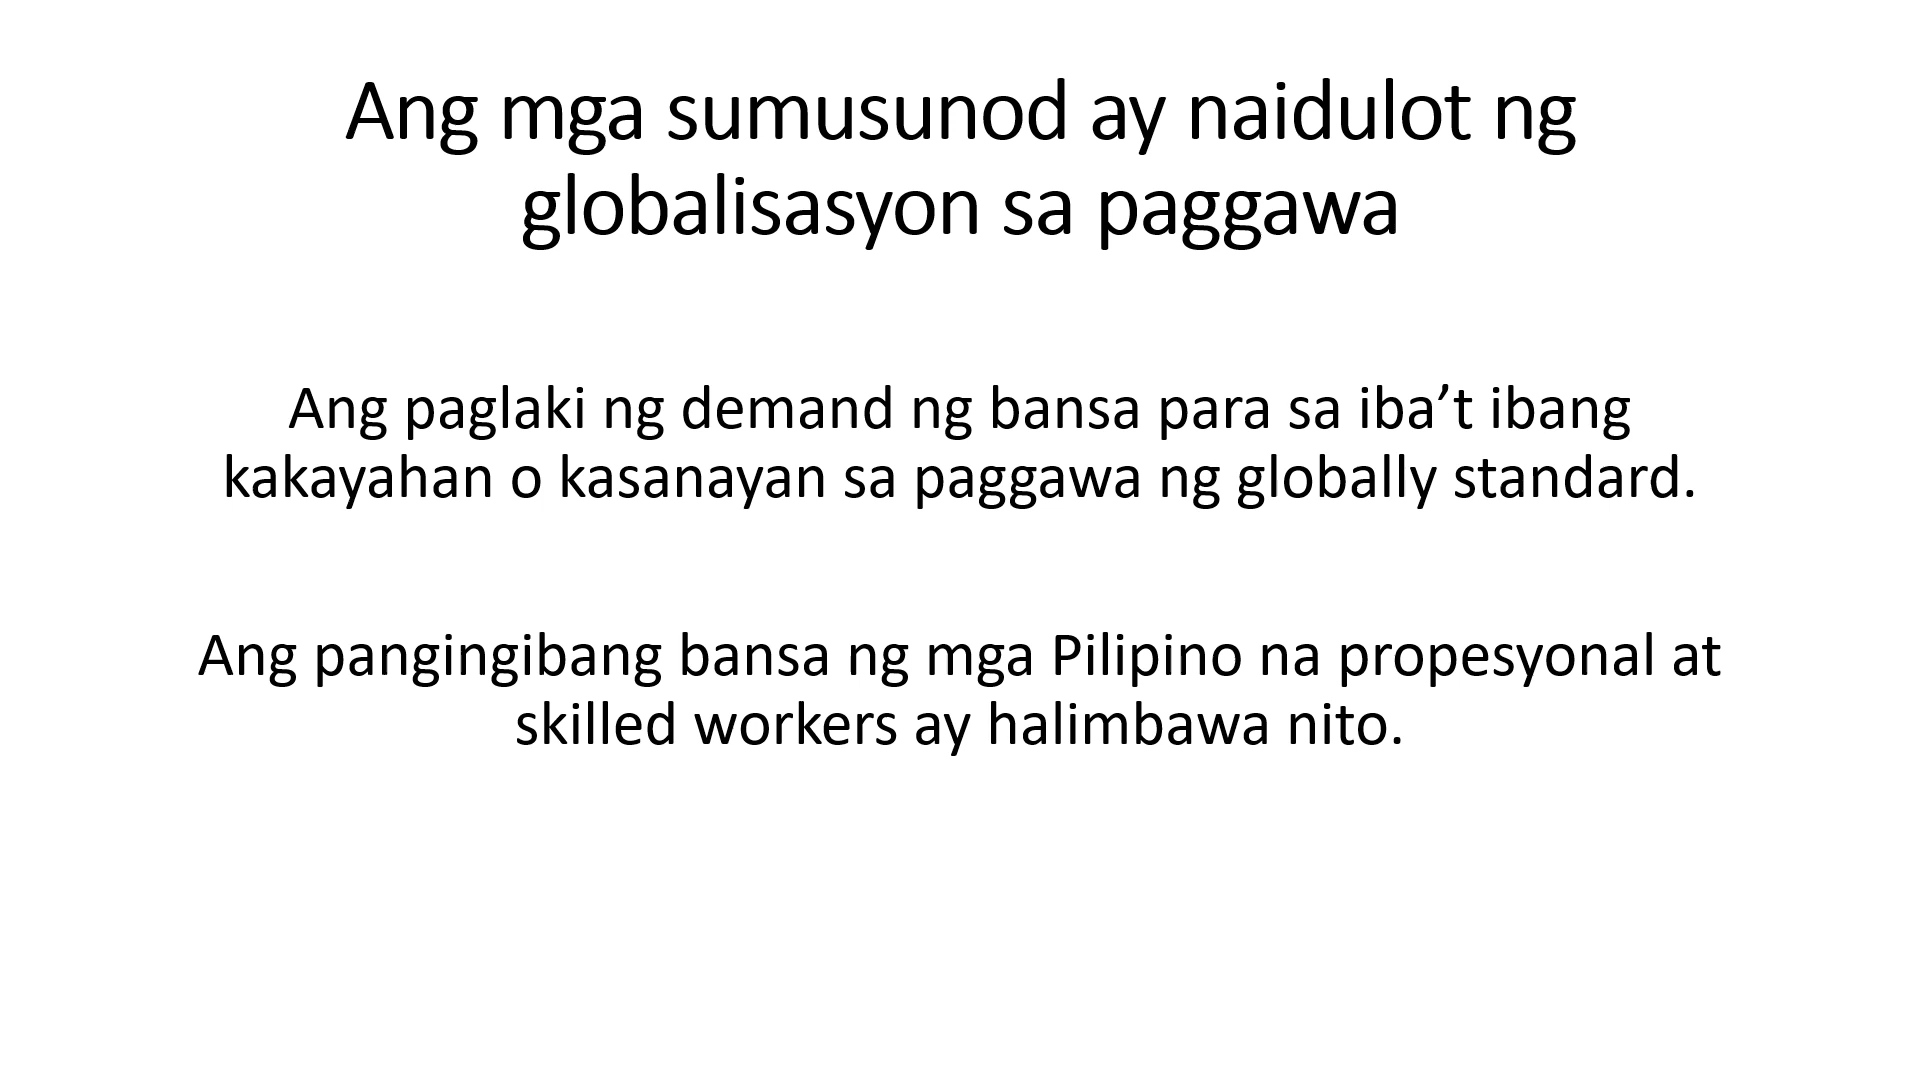 Ang mga sumusunod ay naidulot ng
globalisasyon sa paggawa
Ang paglaki ng demand ng bansa para sa iba’t ibang
kakayahan o kasanayan sa paggawa ng globally standard.
Ang pangingibang bansa ng mga Pilipino na propesyonal at
skilled workers ay halimbawa nito.